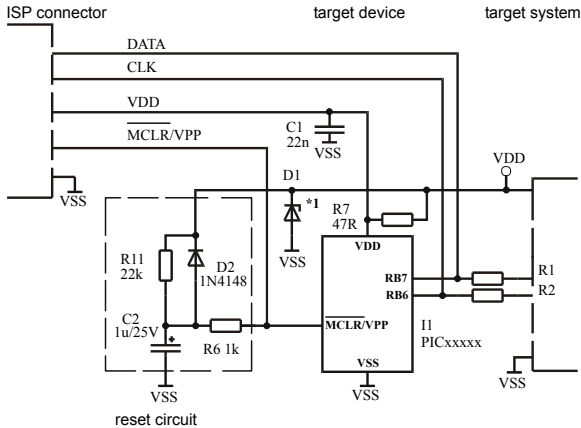 ISP connector
target device
target system
DATA
CLK
VDD
C1
22n
VSS
MCLR/VPP
VSS
D1
*1
VDD
R7
47R
VSS
R11
22k
D2
1N4148
VDD
RB7
R1
RB6
R2
C2
1u/25V
R6 1k
MCLR/VPP
I1
PICxxxxx
VSS
VSS
VSS
VSS
reset circuit